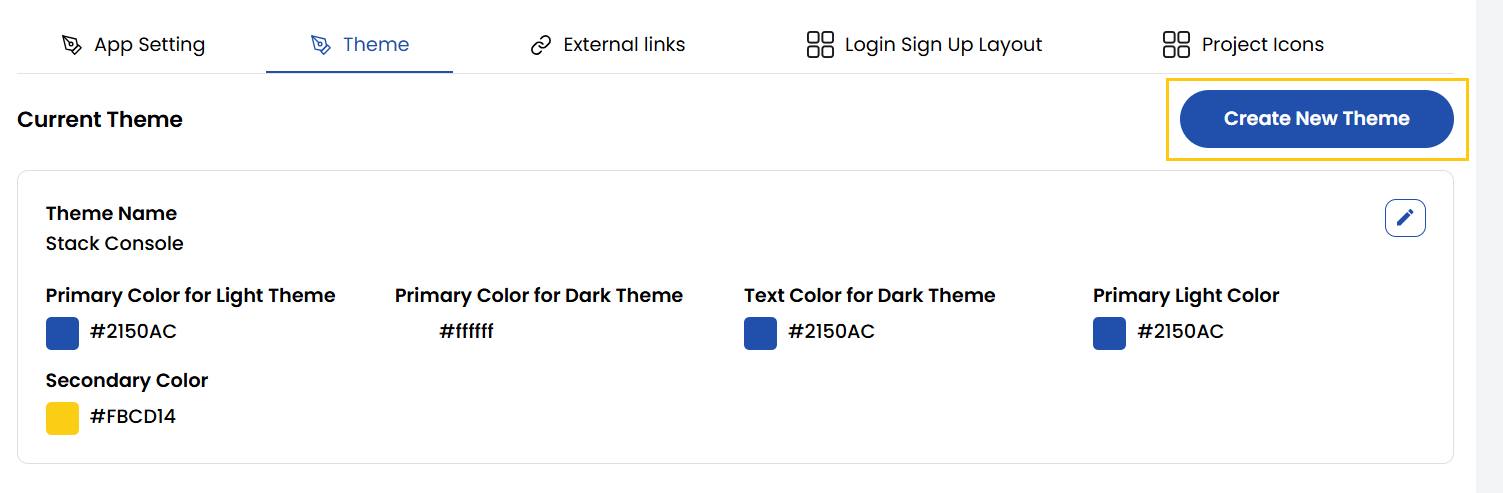 App Setting
Theme
External links
Login Sign Up Layout
Project Icons
Current Theme
Create New Theme
Theme Name
Stack Console
Primary Color for Light Theme
#2150AC
Primary Color for Dark Theme
#ffffff
Text Color for Dark Theme
#2150AC
Primary Light Color
#2150AC
Secondary Color
#FBCD14